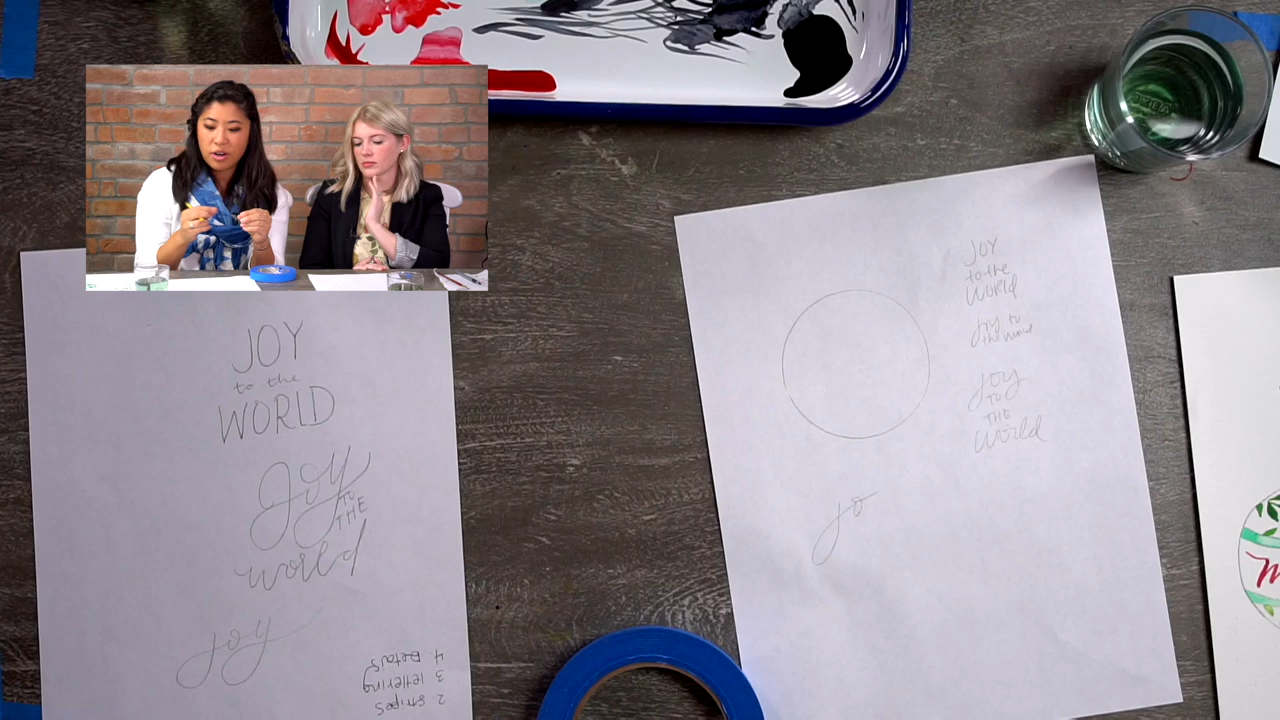 JOY
to the
WORLD
Joy
TO
THE
world
joy
2 stripes
3 lettering
4 Details
JOY
to the
WORLD
Joy to
the world
joy
TO
THE
world
jo